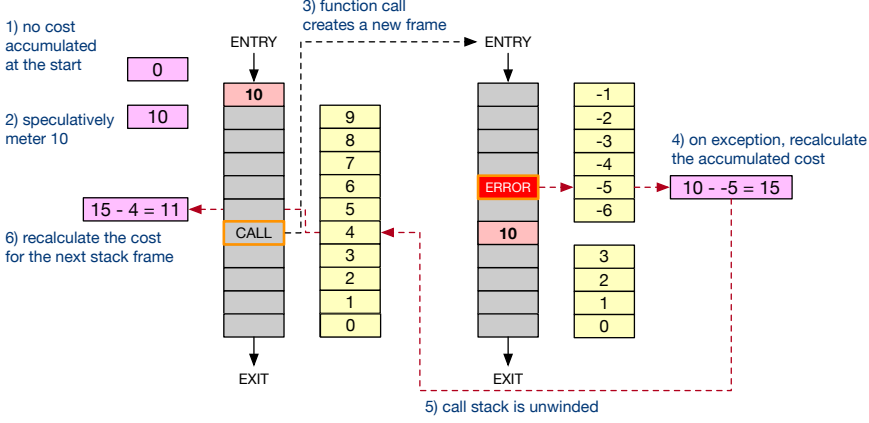 1) no cost
accumulated
at the start
0
2) speculatively
meter 10
10
ENTRY
10
CALL
EXIT
9
8
7
6
5
4
3
2
1
0
15 - 4 = 11
6) recalculate the cost
for the next stack frame
3) function call
creates a new frame
ENTRY
ERROR
10
EXIT
-1
-2
-3
-4
-5
-6
3
2
1
0
4) on exception, recalculate
the accumulated cost
10 - -5 = 15
5) call stack is unwinded